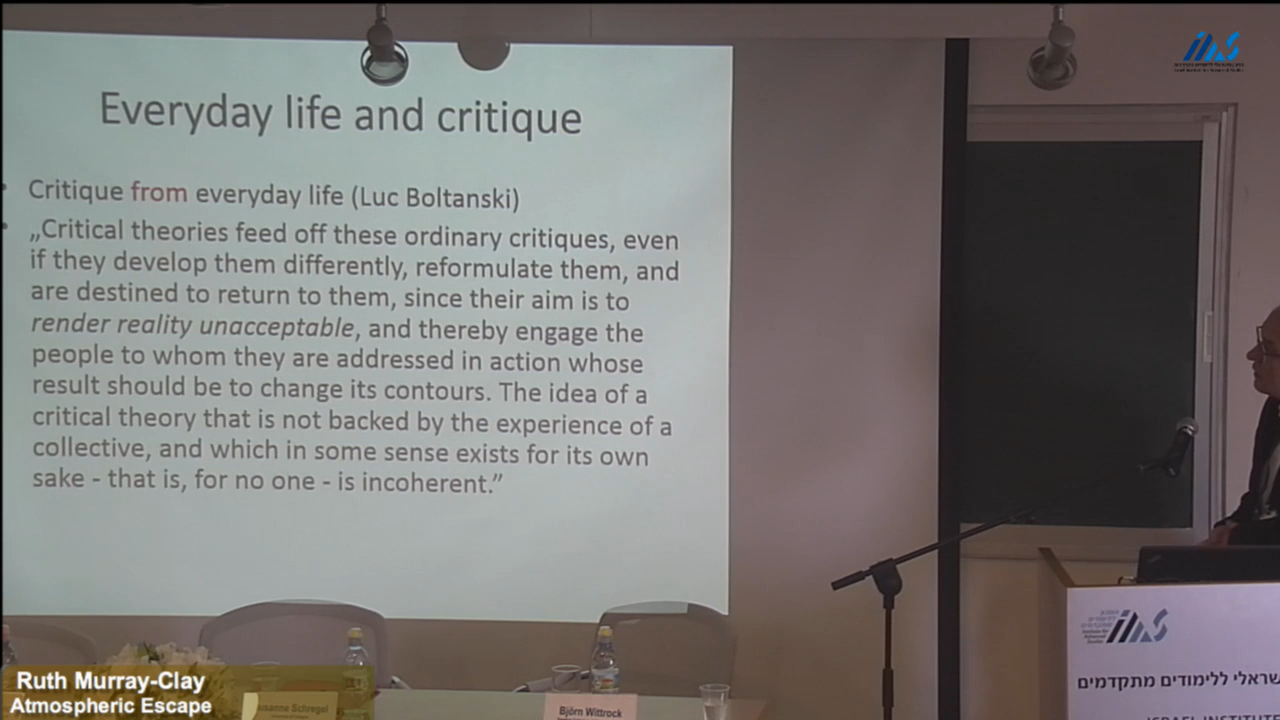 Everyday life and critique
Critique from everyday life (Luc Boltanski)
„Critical theories feed off these ordinary critiques, even
if they develop them differently, reformulate them, and
are destined to return to them, since their aim is to
render reality unacceptable, and thereby engage the
people to whom they are addressed in action whose
result should be to change its contours. The idea of a
critical theory that is not backed by the experience of a
collective, and which in some sense exists for its own
sake - that is, for no one - is incoherent.”
Ruth Murray-Clay
Atmospheric Escape
Schregel
Björn Wittrock
ללימודים מתקדמים